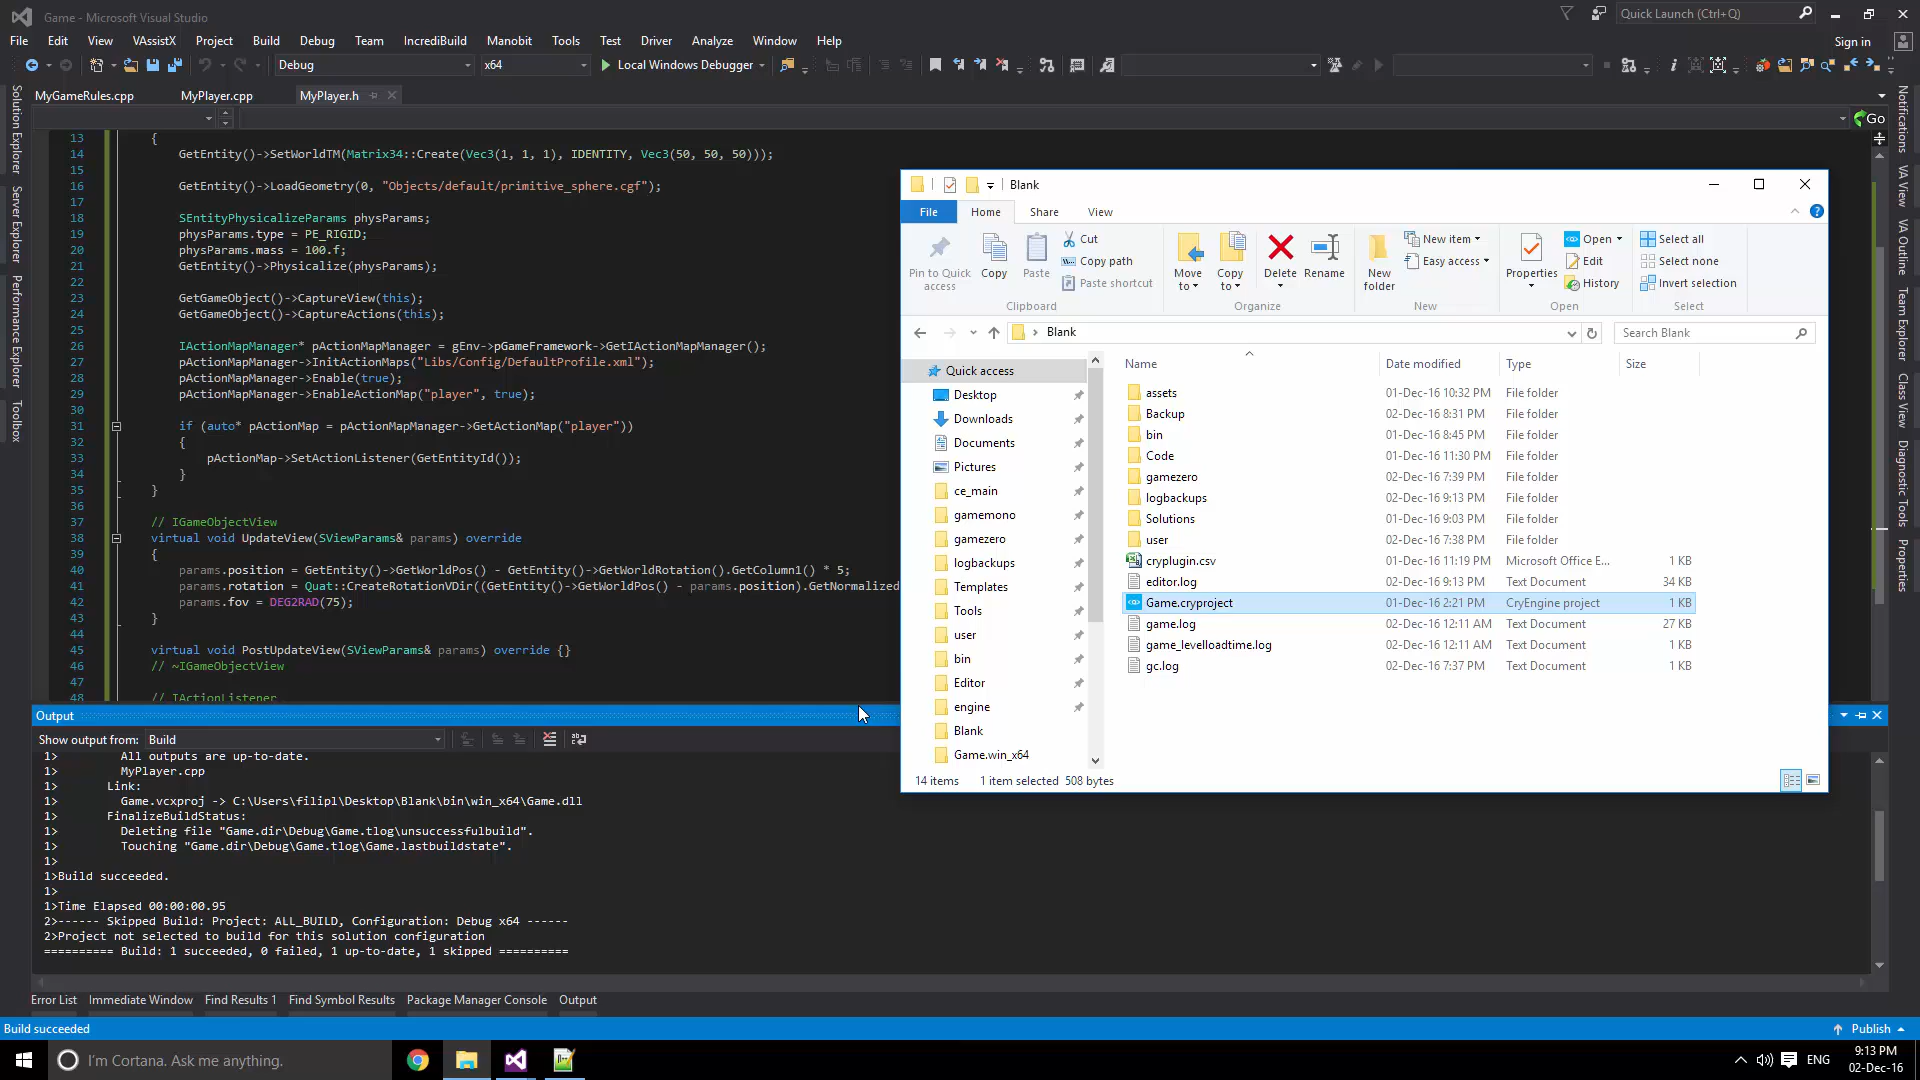 Game - Microsoft Visual Studio
Quick Launch (Ctrl+Q)
File Edit View VAssistX Project Build Debug Team IncrediBuild Manobit Tools Test Driver Analyze Window Help
Sign in
Debug x64 Local Windows Debugger
MyGameRules.cpp MyPlayer.cpp MyPlayer.h
Go
Solution Explorer
Server Explorer
Performance Explorer
Toolbox
13 {
14 GetEntity()->SetWorldTM(Matrix34::Create(Vec3(1, 1, 1), IDENTITY, Vec3(50, 50, 50)));
15
16 GetEntity()->LoadGeometry(0, "Objects/default/primitive_sphere.cgf");
17
18 SEntityPhysicalizeParams physParams;
19 physParams.type = PE_RIGID;
20 physParams.mass = 100.f;
21 GetEntity()->Physicalize(physParams);
22
23 GetGameObject()->CaptureView(this);
24 GetGameObject()->CaptureActions(this);
25
26 IActionMapManager* pActionMapManager = gEnv->pGameFramework->GetIActionMapManager();
27 pActionMapManager->InitActionMaps("Libs/Config/DefaultProfile.xml");
28 pActionMapManager->Enable(true);
29 pActionMapManager->EnableActionMap("player", true);
30
31 if (auto* pActionMap = pActionMapManager->GetActionMap("player"))
32 {
33 pActionMap->SetActionListener(GetEntityId());
34 }
35 }
36
37 // IGameObjectView
38 virtual void UpdateView(SViewParams& params) override
39 {
40 params.position = GetEntity()->GetWorldPos() - GetEntity()->GetWorldRotation().GetColumn1() * 5;
41 params.rotation = Quat::CreateRotationVDir((GetEntity()->GetWorldPos() - params.position).GetNormalized
42 params.fov = DEG2RAD(75);
43 }
44
45 virtual void PostUpdateView(SViewParams& params) override {}
46 // ~IGameObjectView
47
48 // IActionListener
Blank
File Home Share View
Pin to Quick access
Copy
Paste
Cut
Copy path
Paste shortcut
Clipboard
Move to
Copy to
Delete
Rename
Organize
New folder
New item
Easy access
New
Properties
Open
Edit
History
Open
Select all
Select none
Invert selection
Select
Blank
Search Blank
Quick access
Desktop
Downloads
Documents
Pictures
ce_main
gamemono
gamezero
logbackups
Templates
Tools
user
bin
Editor
engine
Blank
Game.win_x64
Name Date modified Type Size
assets 01-Dec-16 10:32 PM File folder
Backup 02-Dec-16 8:31 PM File folder
bin 01-Dec-16 8:45 PM File folder
Code 01-Dec-16 11:30 PM File folder
gamezero 02-Dec-16 7:39 PM File folder
logbackups 02-Dec-16 9:13 PM File folder
Solutions 01-Dec-16 9:03 PM File folder
user 02-Dec-16 7:38 PM File folder
cryplugin.csv 01-Dec-16 11:19 PM Microsoft Office E... 1 KB
editor.log 02-Dec-16 9:13 PM Text Document 34 KB
Game.cryproject 01-Dec-16 2:21 PM CryEngine project 1 KB
game.log 02-Dec-16 12:11 AM Text Document 27 KB
game_levelloadtime.log 02-Dec-16 12:11 AM Text Document 1 KB
gc.log 02-Dec-16 7:37 PM Text Document 1 KB
14 items 1 item selected 508 bytes
Notifications
VA View
VA Outline
Team Explorer
Class View
Diagnostic Tools
Properties
Output
Show output from: Build
1> All outputs are up-to-date.
1> MyPlayer.cpp
1> Link:
1> Game.vcxproj -> C:\Users\filipl\Desktop\Blank\bin\win_x64\Game.dll
1> FinalizeBuildStatus:
1> Deleting file "Game.dir\Debug\Game.tlog\unsuccessfulbuild".
1> Touching "Game.dir\Debug\Game.tlog\Game.lastbuildstate".
1>
1>Build succeeded.
1>
1>Time Elapsed 00:00:00.95
2>------ Skipped Build: Project: ALL_BUILD, Configuration: Debug x64 ------
2>Project not selected to build for this solution configuration
========== Build: 1 succeeded, 0 failed, 1 up-to-date, 1 skipped ==========
Error List Immediate Window Find Results 1 Find Symbol Results Package Manager Console Output
Build succeeded
Publish
I'm Cortana. Ask me anything.
ENG
9:13 PM
02-Dec-16